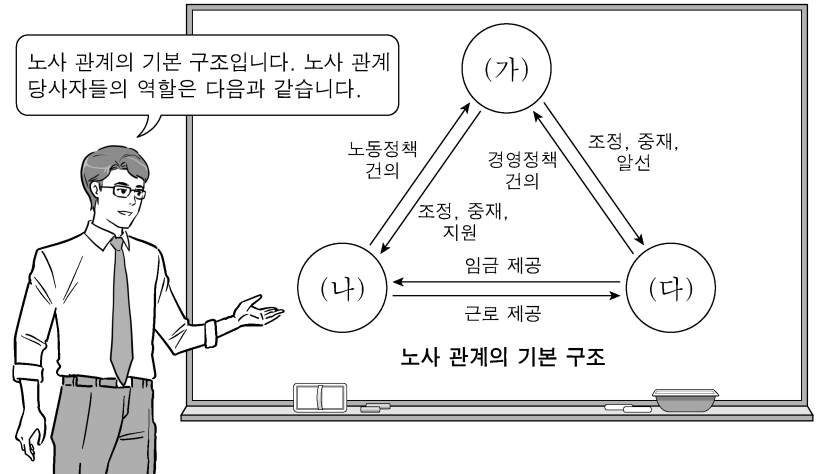 노사 관계의 기본 구조입니다. 노사 관계
당사자들의 역할은 다음과 같습니다.
(가)
노동정책
건의
조정, 중재,
지원
경영정책
건의
조정, 중재,
알선
(나)
임금 제공
근로 제공
(다)
노사 관계의 기본 구조